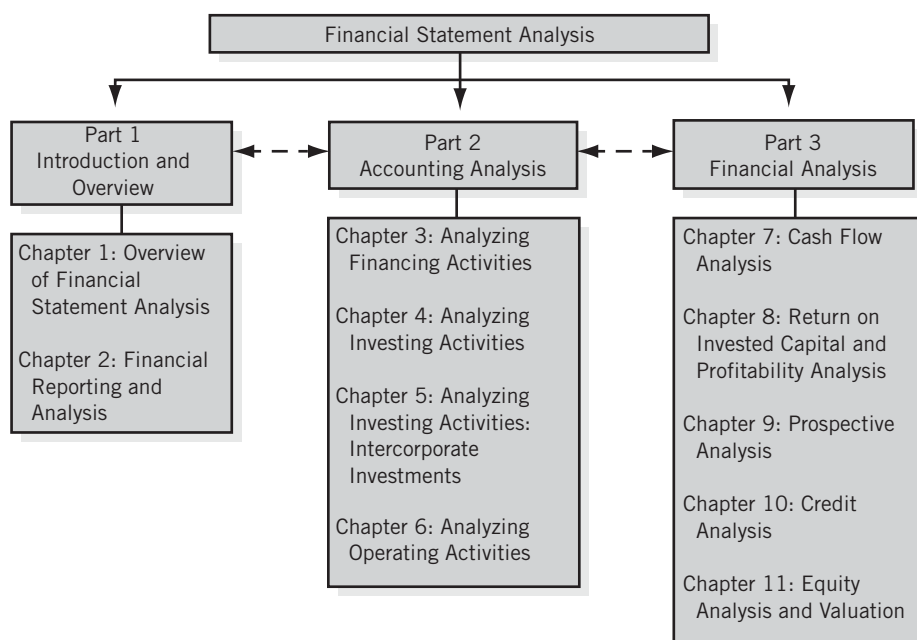 Financial Statement Analysis
Part 1
Introduction and
Overview
Part 2
Accounting Analysis
Part 3
Financial Analysis
Chapter 1: Overview
of Financial
Statement Analysis
Chapter 2: Financial
Reporting and
Analysis
Chapter 3: Analyzing
Financing Activities
Chapter 4: Analyzing
Investing Activities
Chapter 5: Analyzing
Investing Activities:
Intercorporate
Investments
Chapter 6: Analyzing
Operating Activities
Chapter 7: Cash Flow
Analysis
Chapter 8: Return on
Invested Capital and
Profitability Analysis
Chapter 9: Prospective
Analysis
Chapter 10: Credit
Analysis
Chapter 11: Equity
Analysis and Valuation